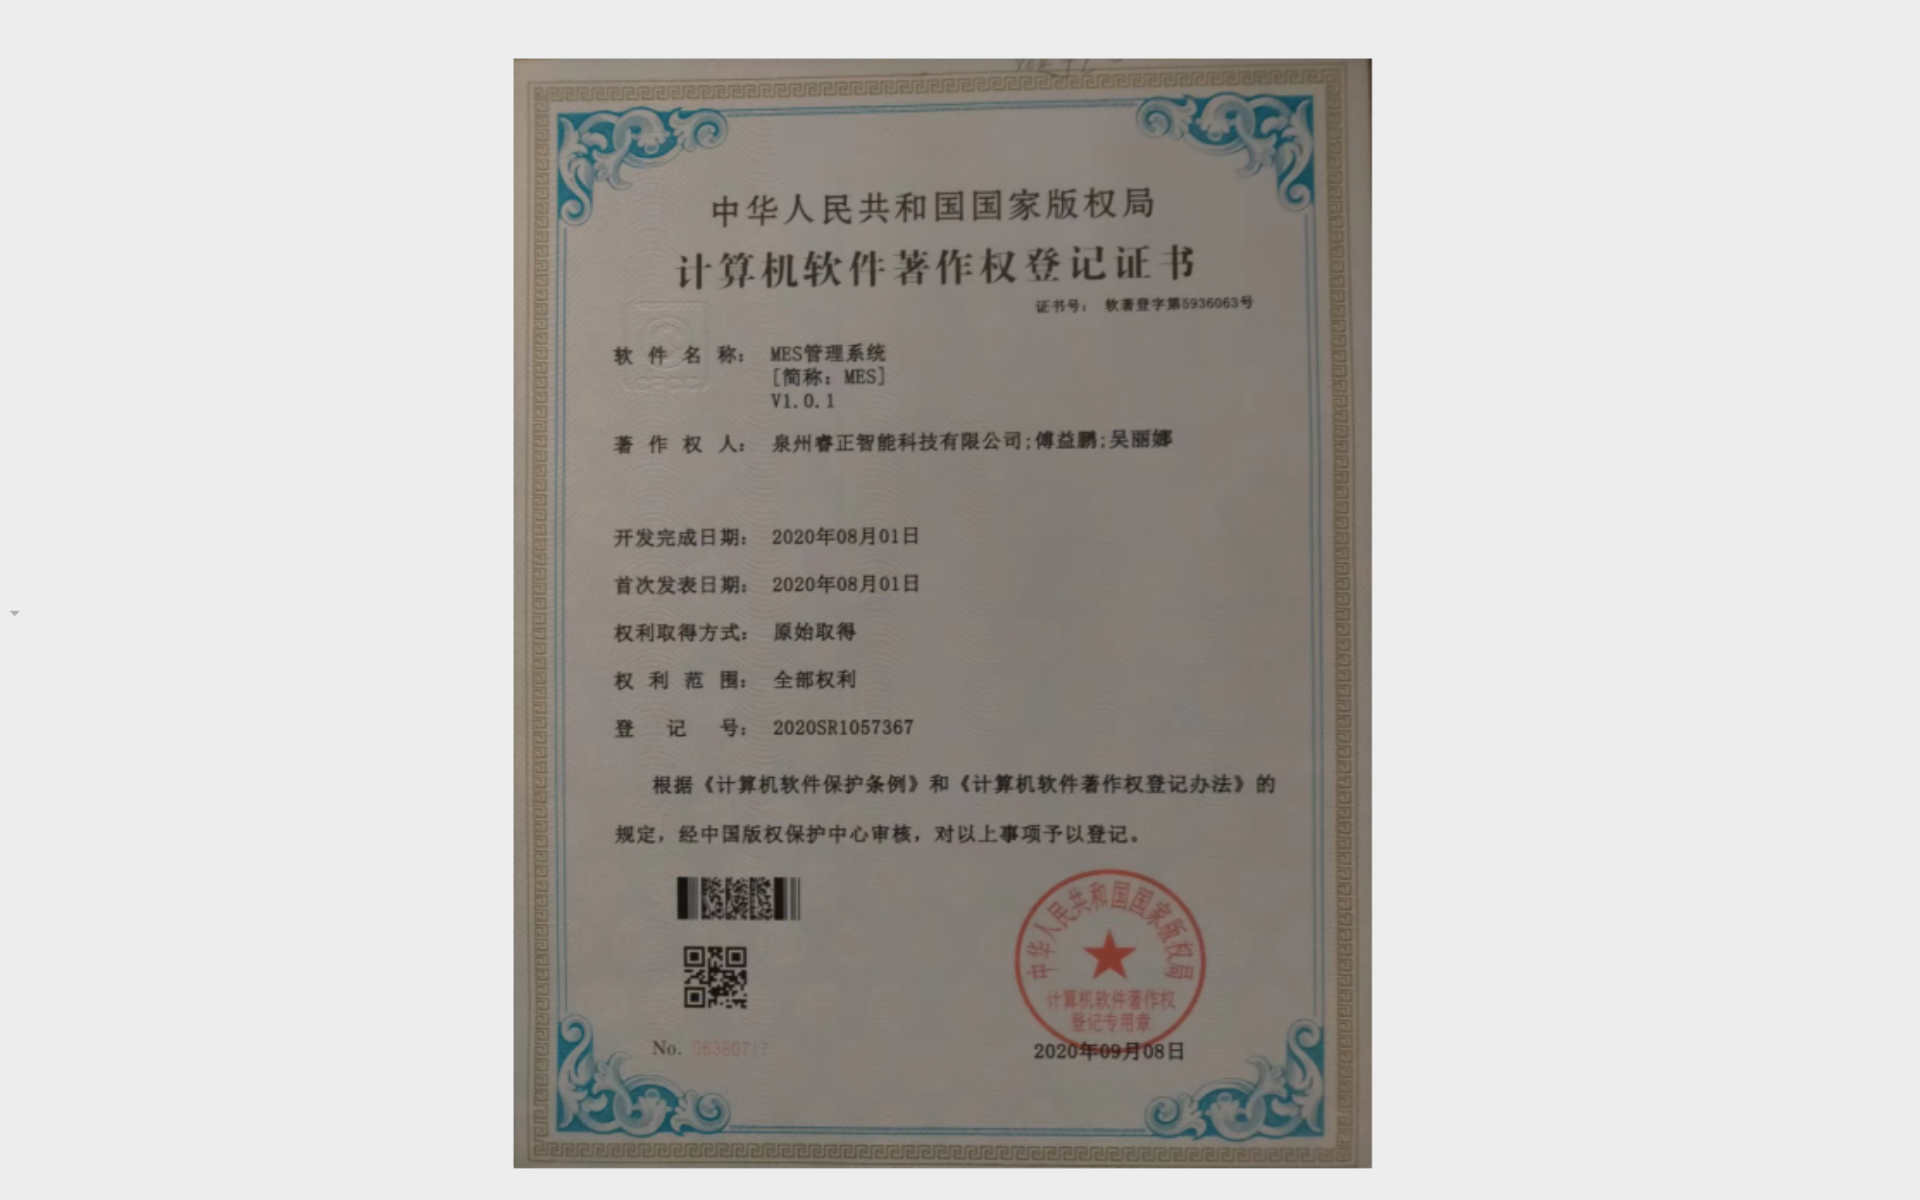 中华人民共和国国家版权局
计算机软件著作权登记证书
证书号: 软著登字第5936063号
软件名称: MES管理系统
[简称: MES]
V1.0.1
著作权人: 泉州睿正智能科技有限公司;傅益鹏;吴丽娜
开发完成日期: 2020年08月01日
首次发表日期: 2020年08月01日
权利取得方式: 原始取得
权利范围: 全部权利
登记号: 2020SR1057367
根据《计算机软件保护条例》和《计算机软件著作权登记办法》的
规定，经中国版权保护中心审核，对以上事项予以登记。
中华人民共和国国家版权局
计算机软件著作权
登记专用章
No. 06380717
2020年09月08日